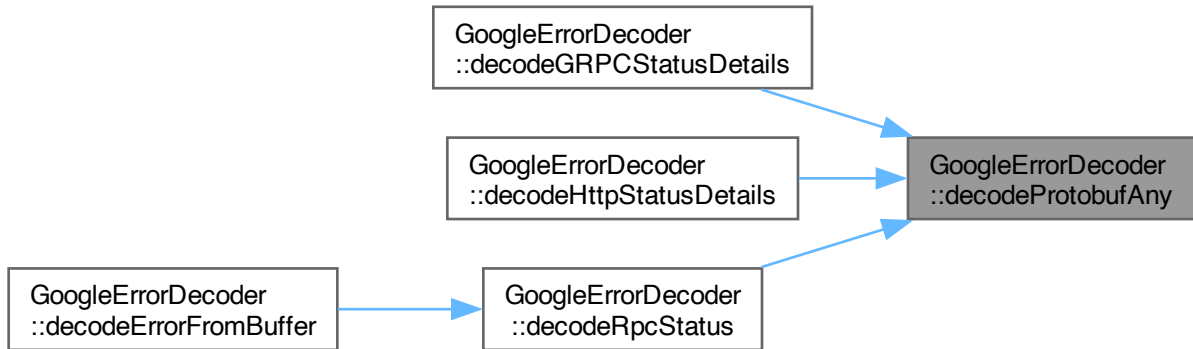 GoogleErrorDecoder
::decodeGRPCStatusDetails
GoogleErrorDecoder
::decodeHttpStatusDetails
GoogleErrorDecoder
::decodeProtobufAny
GoogleErrorDecoder
::decodeErrorFromBuffer
GoogleErrorDecoder
::decodeRpcStatus